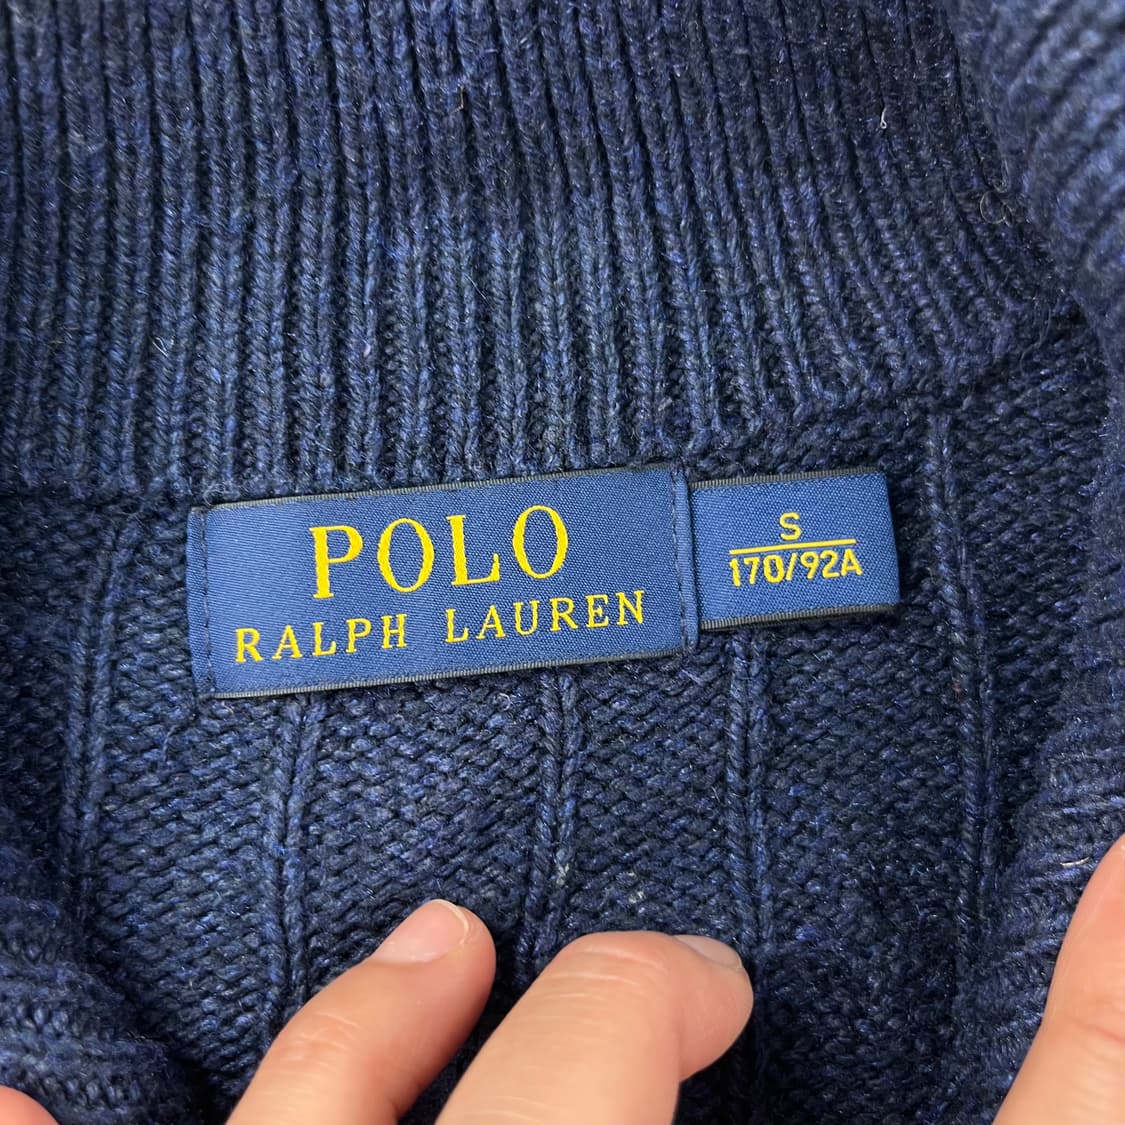 POLO
RALPH LAUREN
S
170/92A